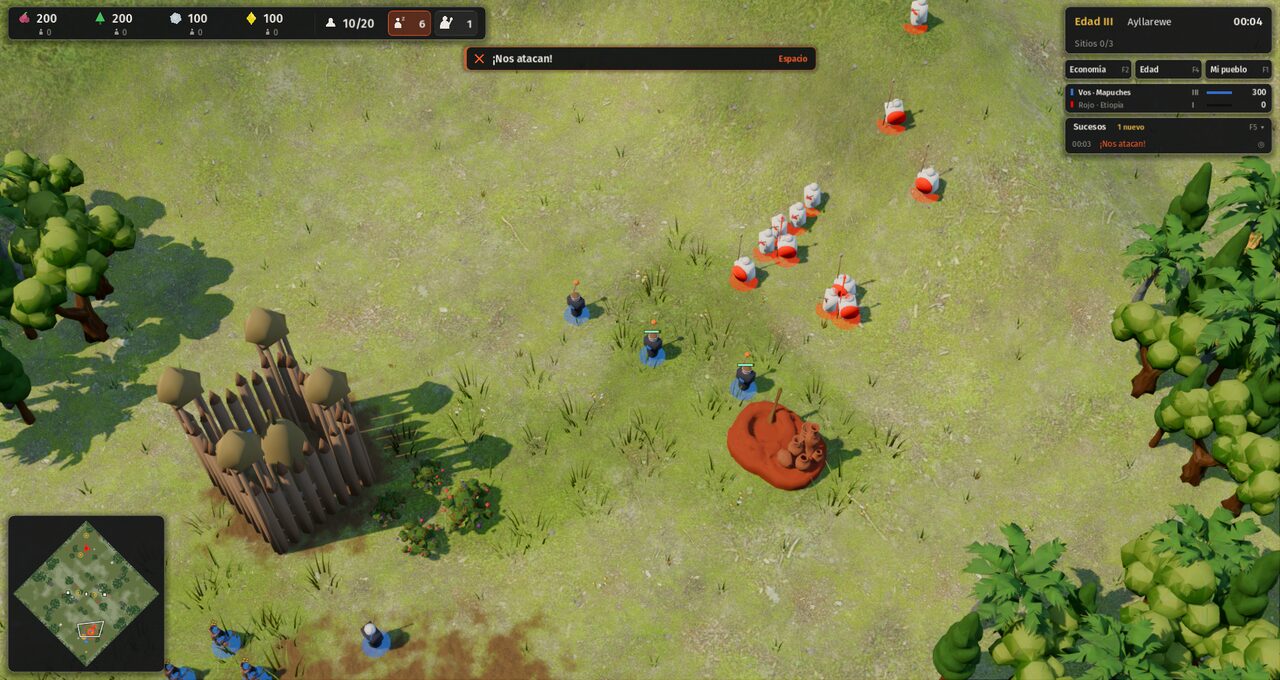 200 200 100 100 10/20 6 1
0 0 0 0
¡Nos atacan! Espacio
Edad III Ayllarewe 00:04
Sitios 0/3
Economía F2 Edad F4 Mi pueblo F1
Vos · Mapuches III 300
Rojo · Etiopía I 0
Sucesos 1 nuevo F5
00:03 ¡Nos atacan!